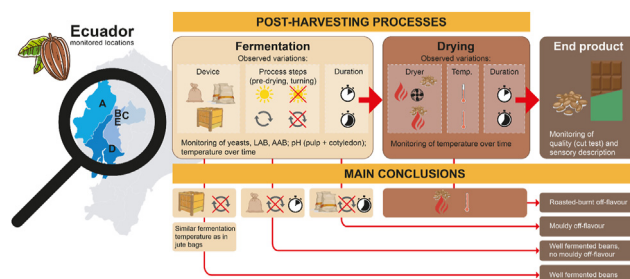 POST-HARVESTING PROCESSES
Ecuador
monitored locations
A
B
C
E
D
Fermentation
Observed variations:
Device
Process steps
(pre-drying, turning)
Duration
Monitoring of yeasts, LAB, AAB; pH (pulp + cotyledon);
temperature over time
Drying
Observed variations:
Dryer
Temp.
Duration
Monitoring of temperature over time
End product
Monitoring of
quality (cut test) and
sensory description
MAIN CONCLUSIONS
Similar fermentation
temperature as in
jute bags
Roasted-burnt off-flavour
Mouldy off-flavour
Well fermented beans,
no mouldy off-flavour
Well fermented beans